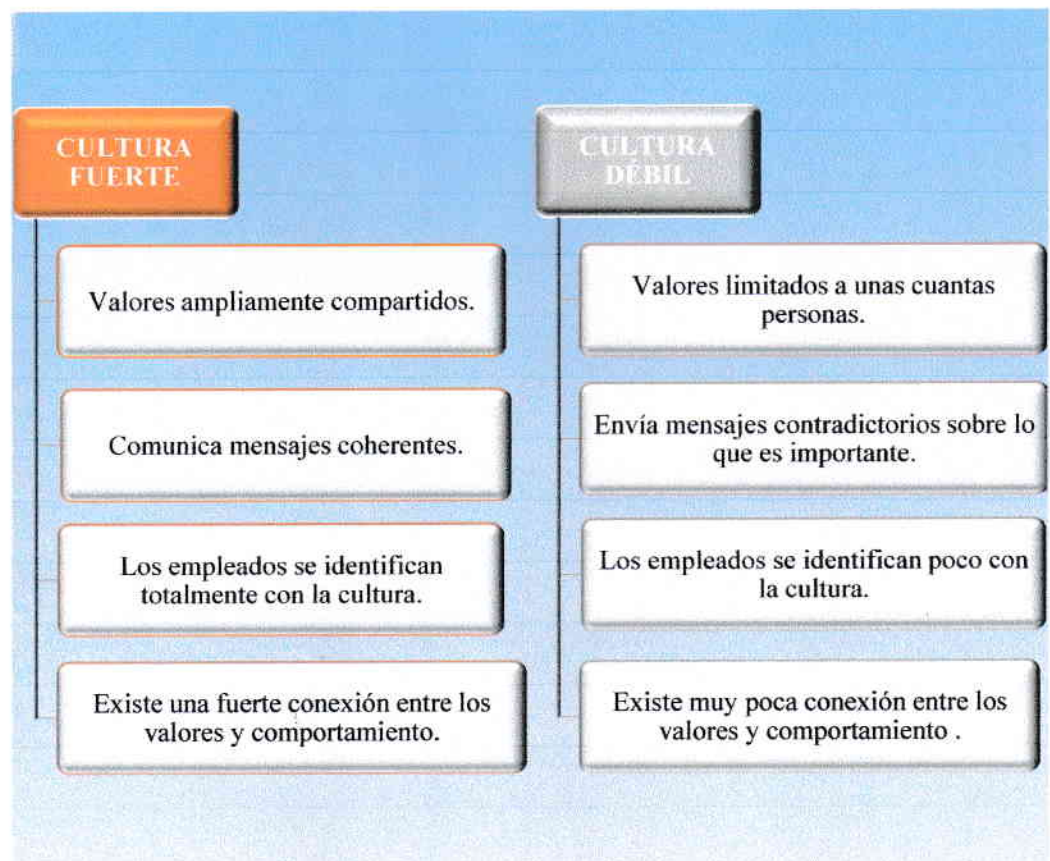 CULTURA
FUERTE
Valores ampliamente compartidos.
Comunica mensajes coherentes.
Los empleados se identifican
totalmente con la cultura.
Existe una fuerte conexión entre los
valores y comportamiento.
CULTURA
DÉBIL
Valores limitados a unas cuantas
personas.
Envía mensajes contradictorios sobre lo
que es importante.
Los empleados se identifican poco con
la cultura.
Existe muy poca conexión entre los
valores y comportamiento .